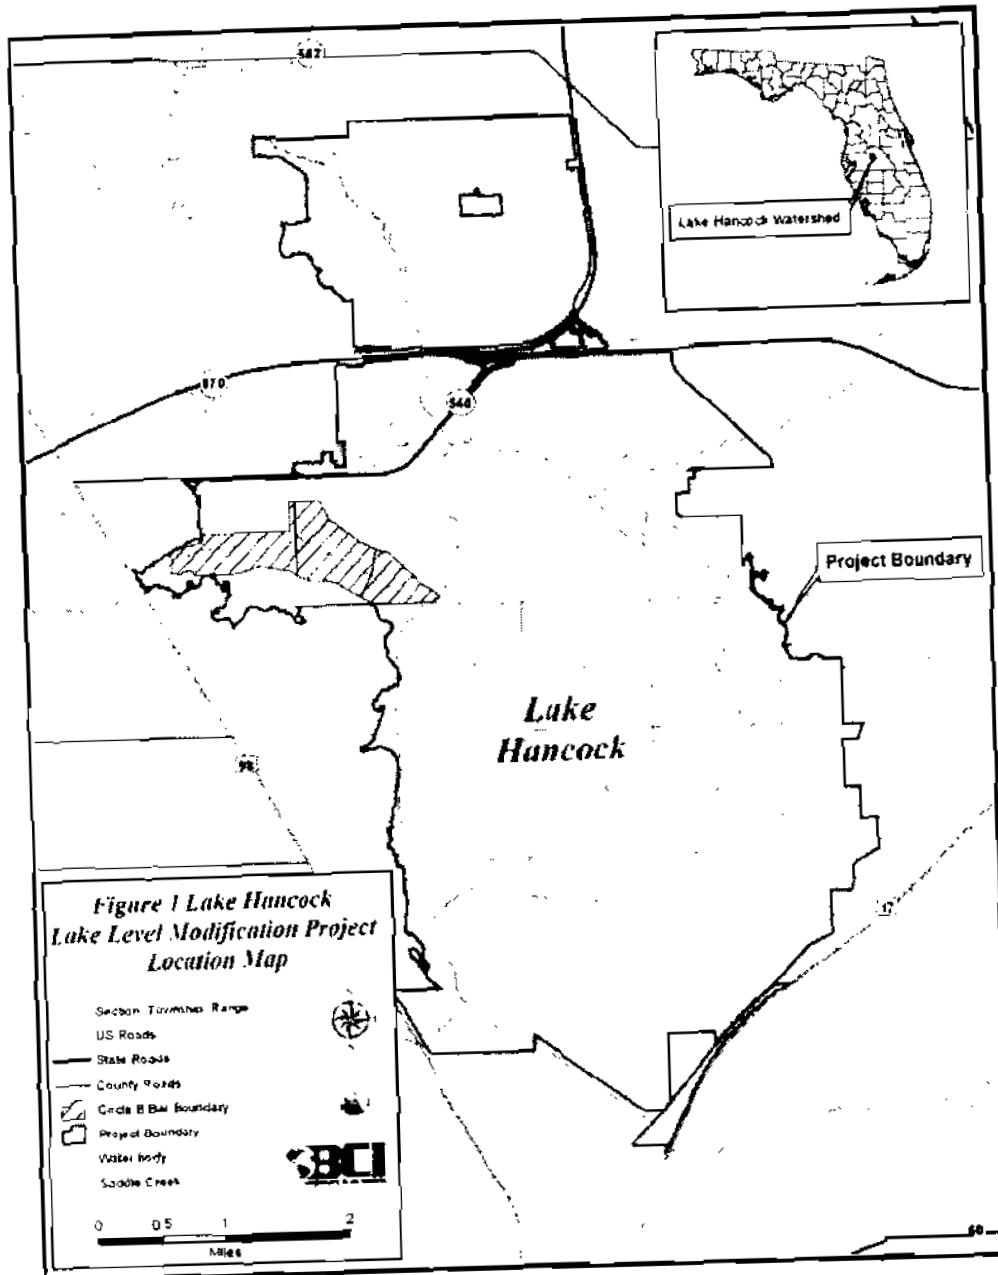 582
Lake Hancock Watershed
570
540
Project Boundary
Lake
Hancock
98
17
Figure 1 Lake Hancock
Lake Level Modification Project
Location Map
Section Township Range
US Roads
State Roads
County Roads
Circle B Bar Boundary
Project Boundary
Water body
Saddle Creek
BCI
0 0.5 1 2
Miles
60